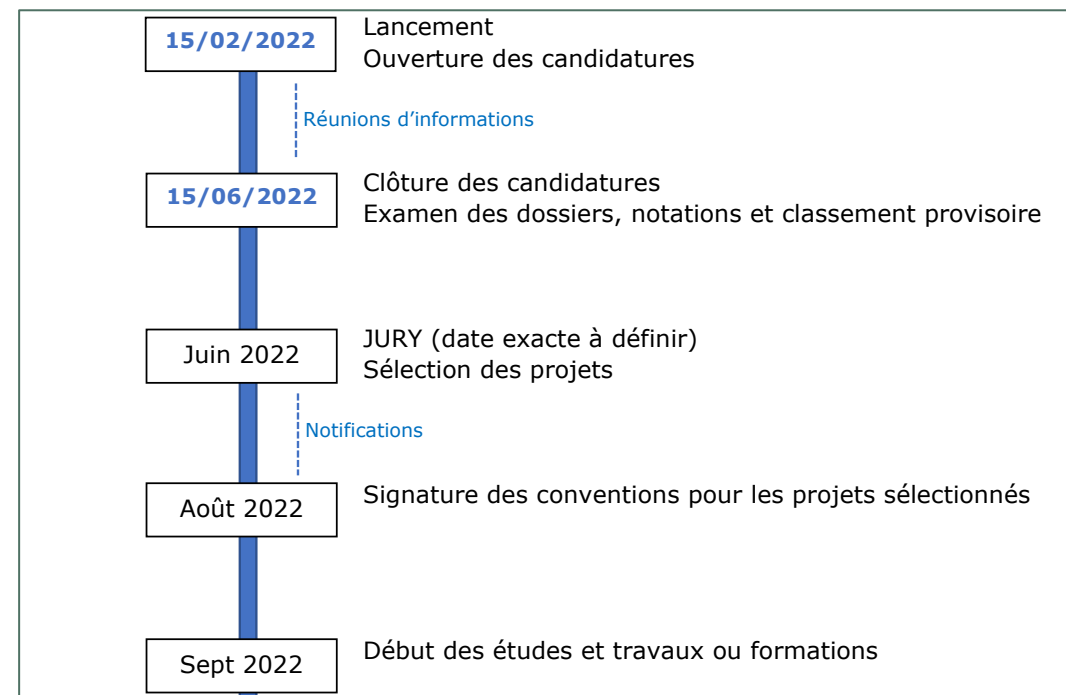 15/02/2022
Lancement
Ouverture des candidatures
Réunions d’informations
15/06/2022
Clôture des candidatures
Examen des dossiers, notations et classement provisoire
Juin 2022
JURY (date exacte à définir)
Sélection des projets
Notifications
Août 2022
Signature des conventions pour les projets sélectionnés
Sept 2022
Début des études et travaux ou formations